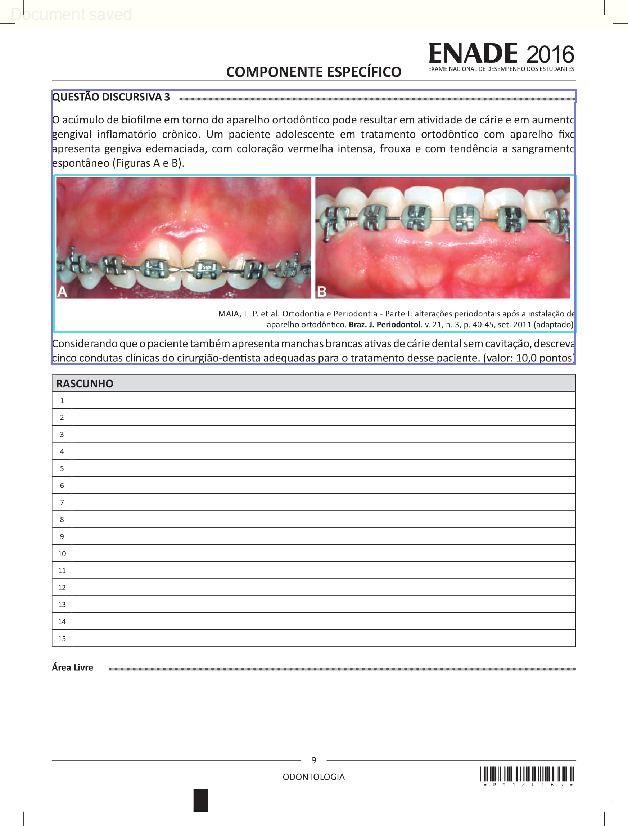 Document saved
ENADE 2016
EXAME NACIONAL DE DESEMPENHO DOS ESTUDANTES
COMPONENTE ESPECÍFICO
QUESTÃO DISCURSIVA 3
O acúmulo de biofilme em torno do aparelho ortodôntico pode resultar em atividade de cárie e em aumento
gengival inflamatório crônico. Um paciente adolescente em tratamento ortodôntico com aparelho fixo
apresenta gengiva edemaciada, com coloração vermelha intensa, frouxa e com tendência a sangramento
espontâneo (Figuras A e B).
A
B
MAIA, L. P. et al. Ortodontia e Periodontia - Parte I: alterações periodontais após a instalação de
aparelho ortodôntico. Braz. J. Periodontol. v. 21, n. 3, p. 40-45, set. 2011 (adaptado).
Considerando que o paciente também apresenta manchas brancas ativas de cárie dental sem cavitação, descreva
cinco condutas clínicas do cirurgião-dentista adequadas para o tratamento desse paciente. (valor: 10,0 pontos)
RASCUNHO
1
2
3
4
5
6
7
8
9
10
11
12
13
14
15
Área Livre
9
ODONTOLOGIA